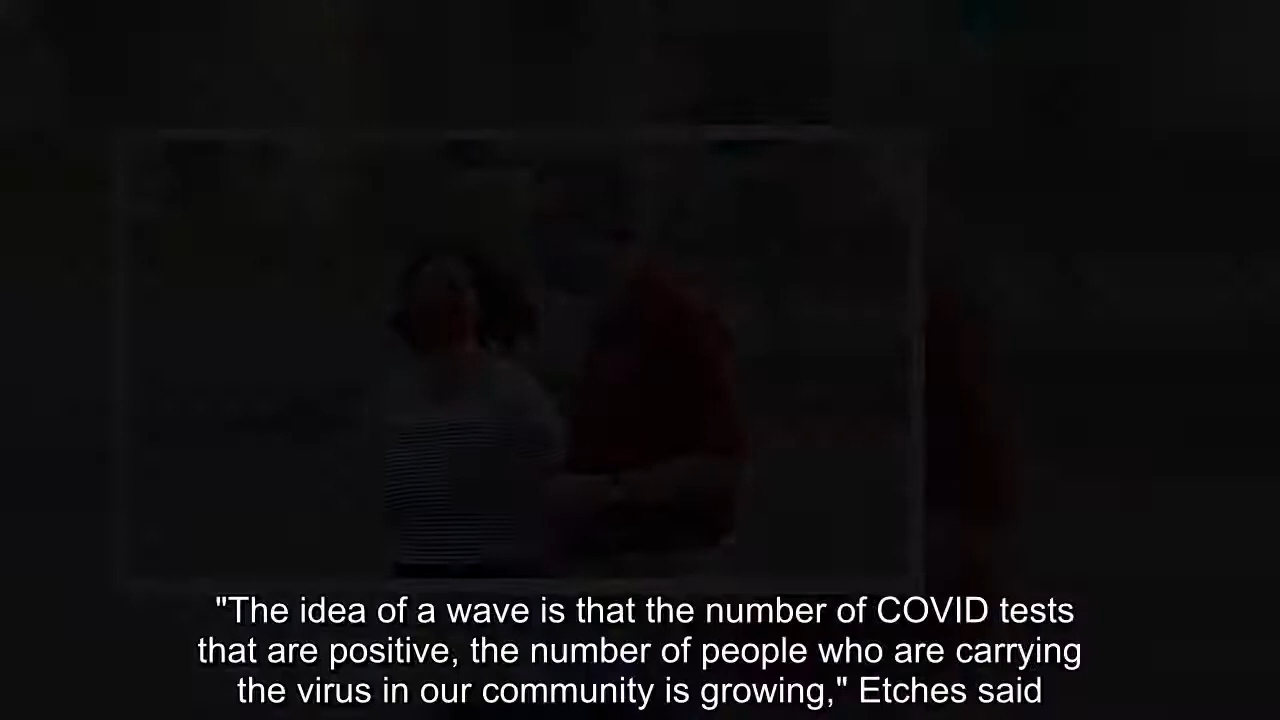 "The idea of a wave is that the number of COVID tests
that are positive, the number of people who are carrying
the virus in our community is growing," Etches said